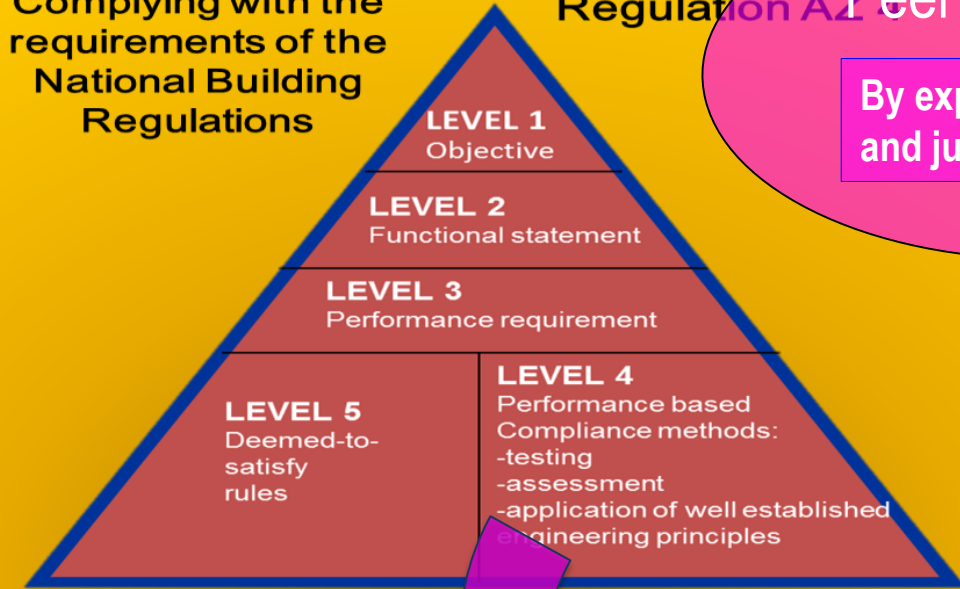 Complying with the
requirements of the
National Building
Regulations
Regulation AZ 4
By exp
and ju
LEVEL 1
Objective
LEVEL 2
Functional statement
LEVEL 3
Performance requirement
LEVEL 5
Deemed-to-
satisfy
rules
LEVEL 4
Performance based
Compliance methods:
-testing
-assessment
-application of well established
engineering principles